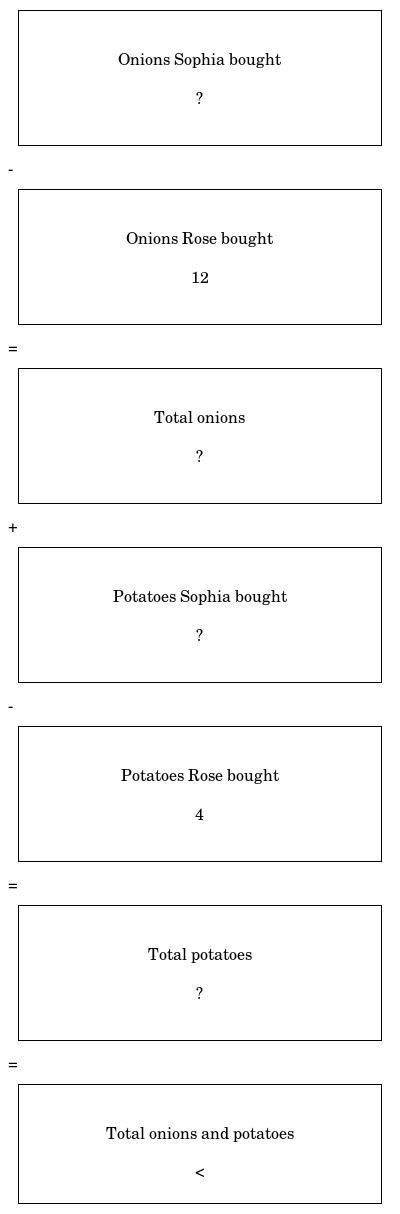 Onions Sophia bought
?
-
Onions Rose bought
12
=
Total onions
?
+
Potatoes Sophia bought
?
-
Potatoes Rose bought
4
=
Total potatoes
?
=
Total onions and potatoes
<